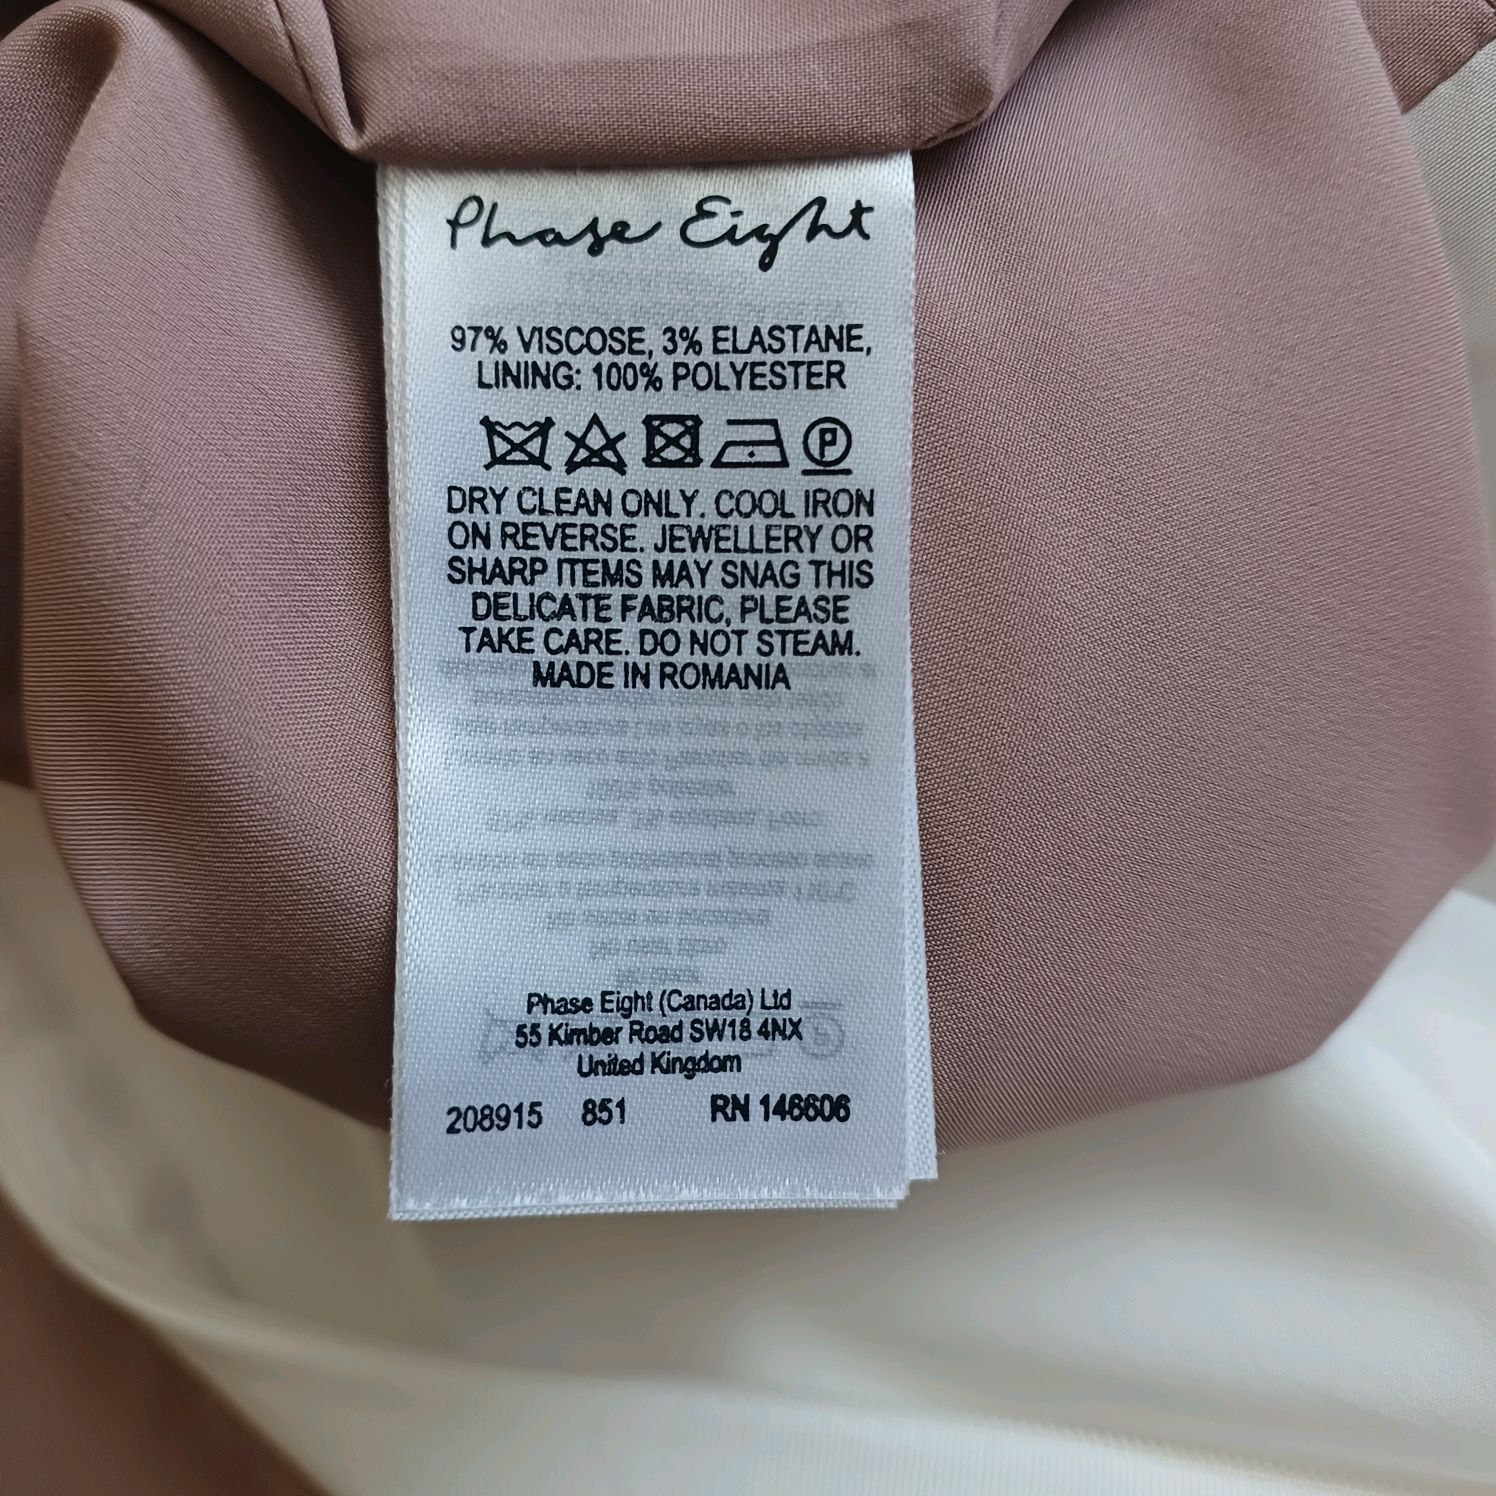 Phase Eight
97% VISCOSE, 3% ELASTANE,
LINING: 100% POLYESTER
P
DRY CLEAN ONLY. COOL IRON
ON REVERSE. JEWELLERY OR
SHARP ITEMS MAY SNAG THIS
DELICATE FABRIC, PLEASE
TAKE CARE. DO NOT STEAM.
MADE IN ROMANIA
Phase Eight (Canada) Ltd
55 Kimber Road SW18 4NX
United Kingdom
208915 851 RN 146606